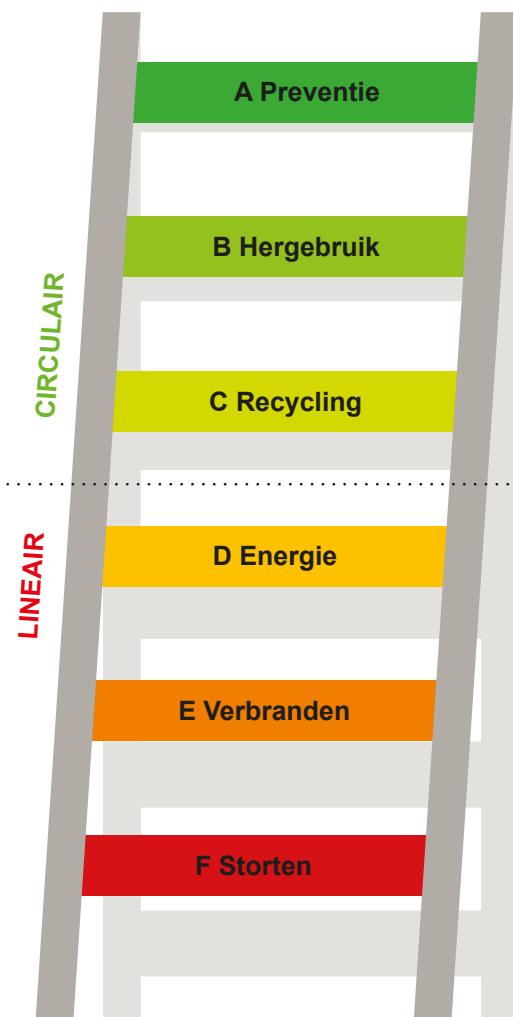 A Preventie
B Hergebruik
CIRCULAIR
C Recycling
D Energie
LINEAIR
E Verbranden
F Storten